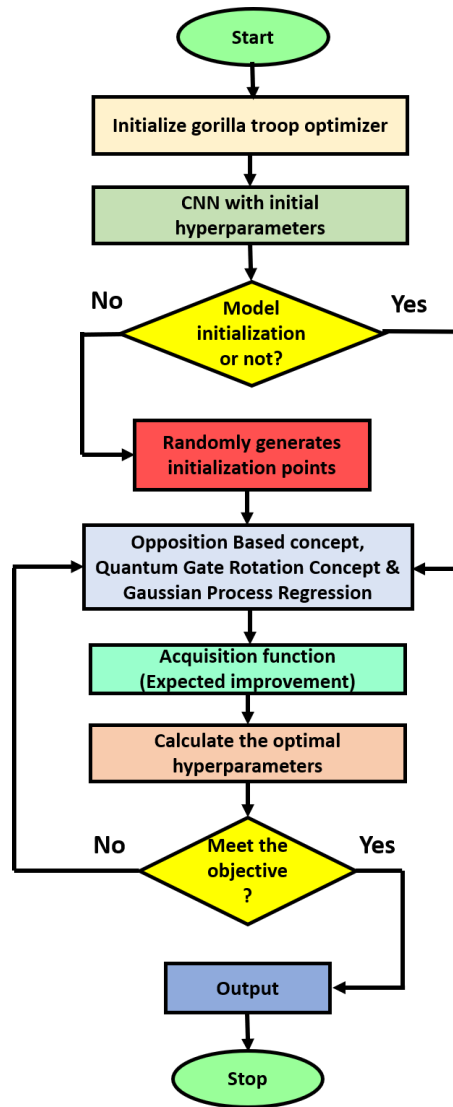 Start
Initialize gorilla troop optimizer
CNN with initial
hyperparameters
No
Yes
Model
initialization
or not?
Randomly generates
initialization points
Opposition Based concept,
Quantum Gate Rotation Concept &
Gaussian Process Regression
Acquisition function
(Expected improvement)
Calculate the optimal
hyperparameters
No
Yes
Meet the
objective
?
Output
Stop